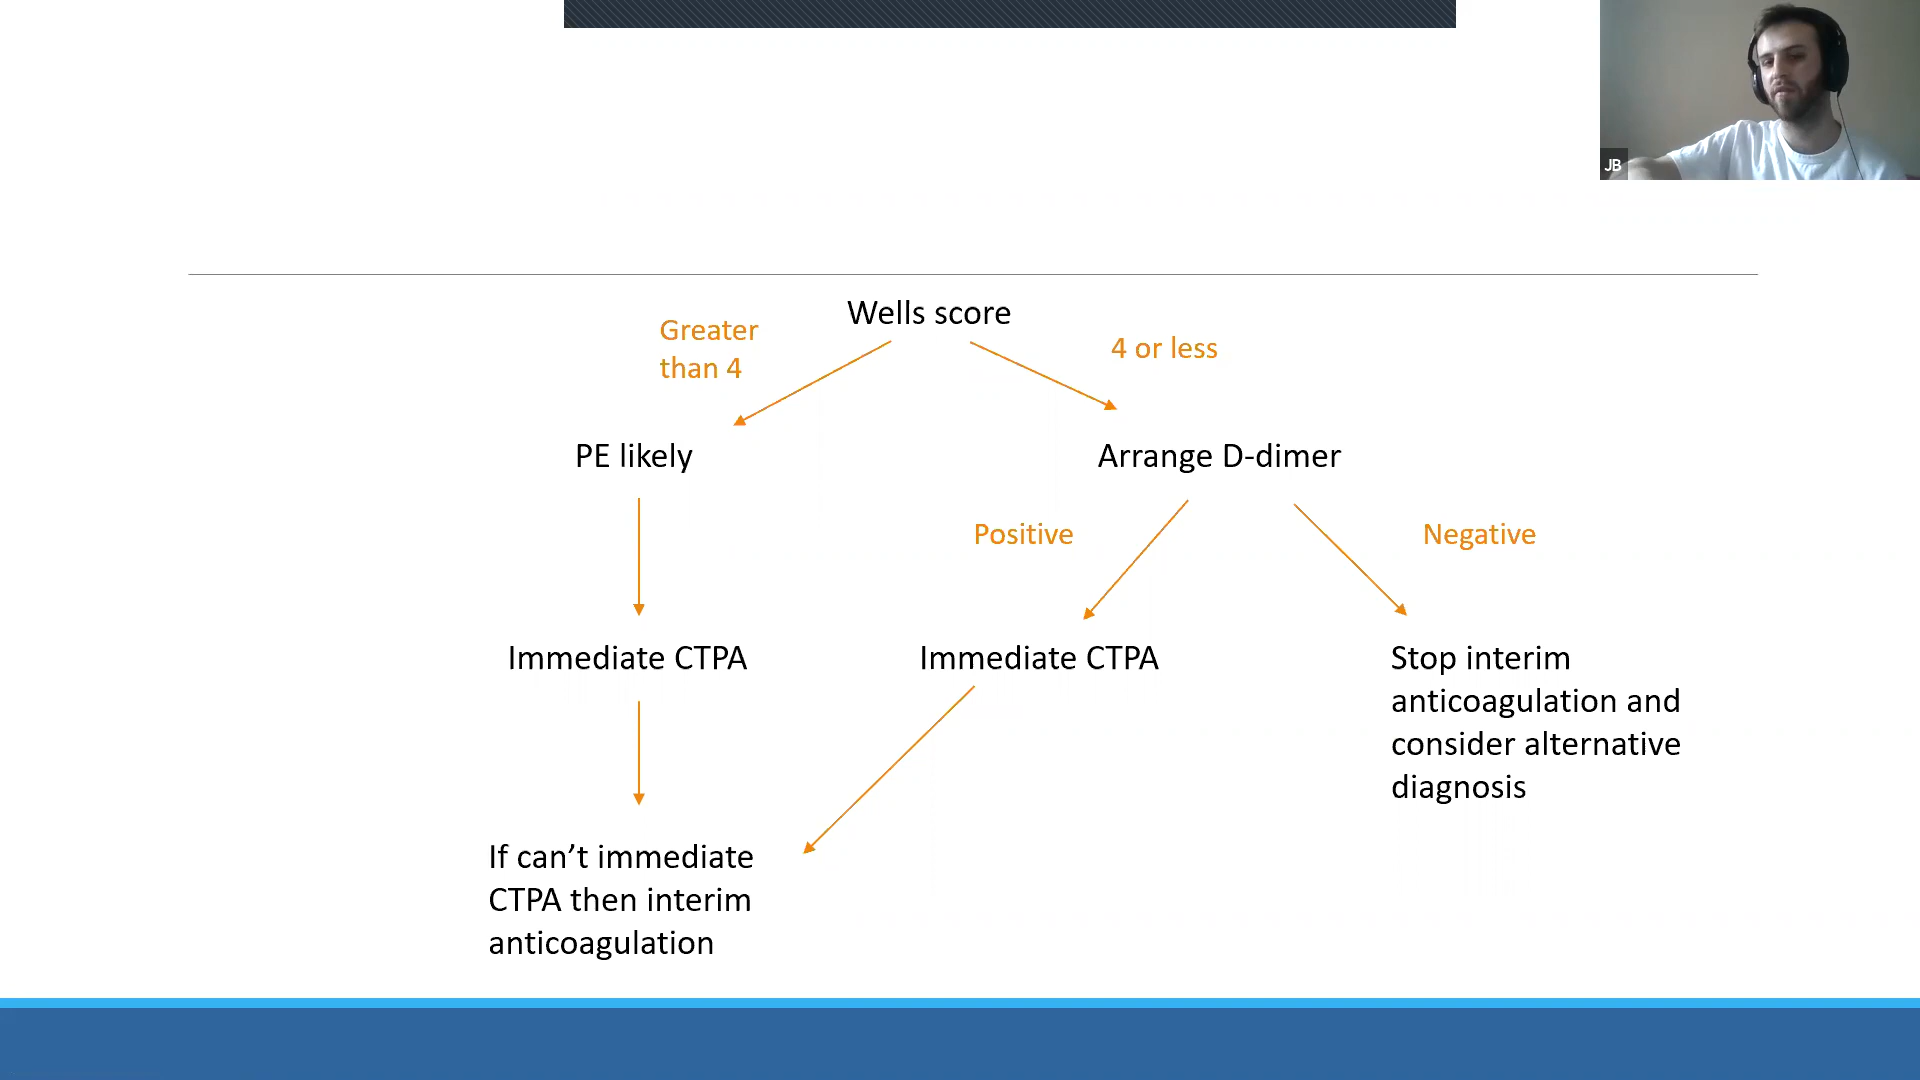 JB
Wells score
Greater
than 4
4 or less
PE likely
Arrange D-dimer
Positive
Negative
Immediate CTPA
Immediate CTPA
Stop interim
anticoagulation and
consider alternative
diagnosis
If can’t immediate
CTPA then interim
anticoagulation